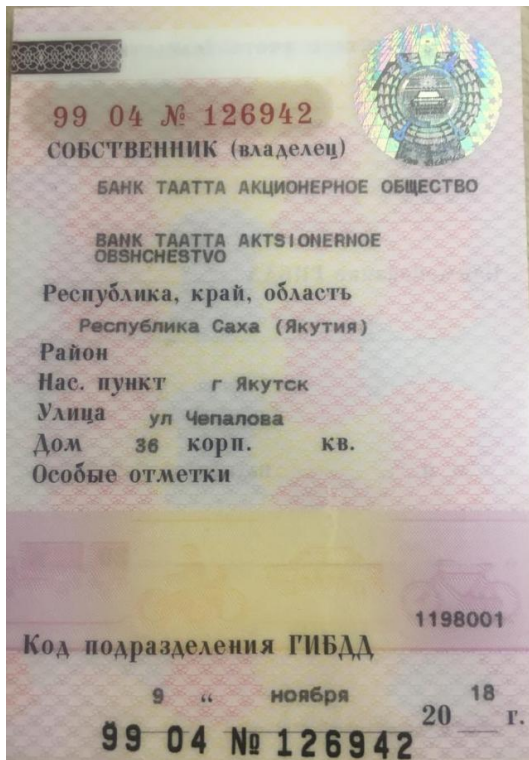 99 04 № 126942
СОБСТВЕННИК (владелец)
БАНК ТААТТА АКЦИОНЕРНОЕ ОБЩЕСТВО
BANK TAATTA AKTSIONERNOE
OBSHCHESTVO
Республика, край, область
Республика Саха (Якутия)
Район
Нас. пункт г Якутск
Улица ул Чепалова
Дом 36 корп. кв.
Особые отметки
1198001
Код подразделения ГИБДД
9 „ ноября 20 18 г.
99 04 № 126942